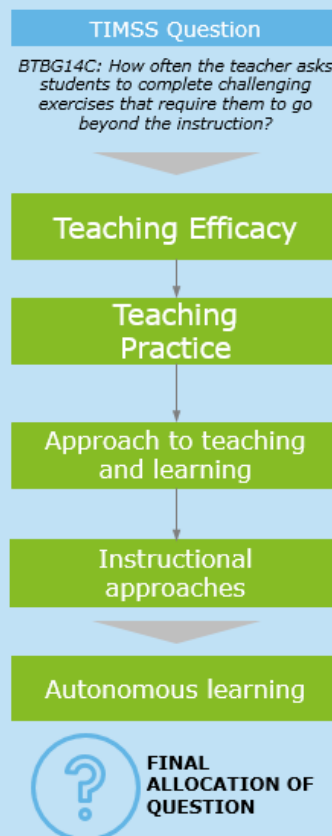 TIMSS Question
BTBG14C: How often the teacher asks
students to complete challenging
exercises that require them to go
beyond the instruction?
Teaching Efficacy
Teaching
Practice
Approach to teaching
and learning
Instructional
approaches
Autonomous learning
?
FINAL
ALLOCATION OF
QUESTION